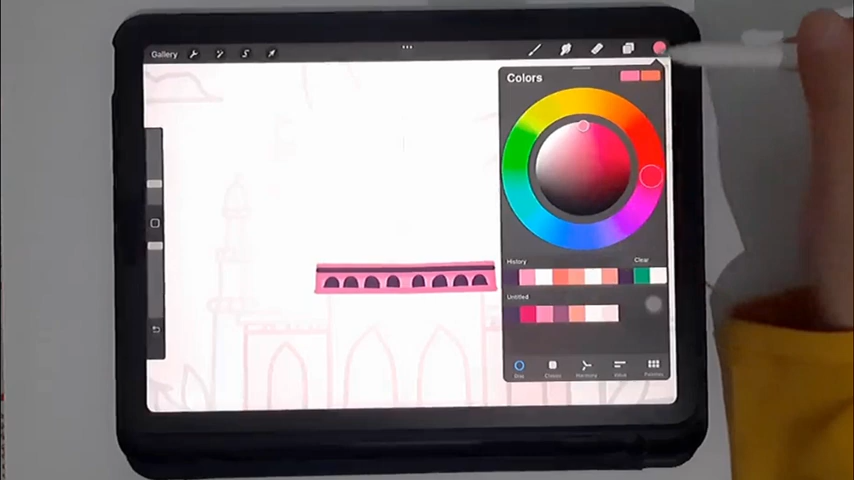 Gallery
Colors
History Clear
Untitled
Disc Classic Harmony Value Palettes